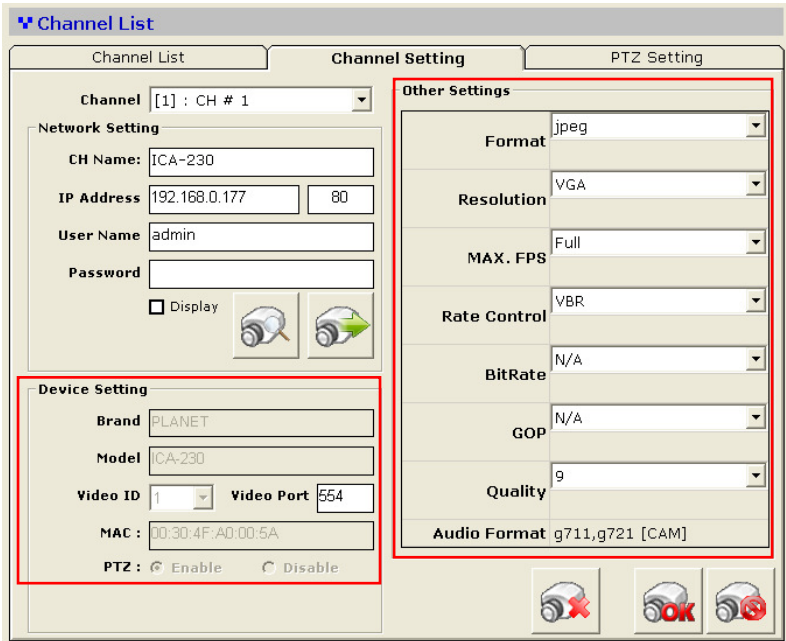 Channel List
Channel List
Channel Setting
PTZ Setting
Channel [1] : CH # 1
Network Setting
CH Name: ICA-230
IP Address 192.168.0.177 80
User Name admin
Password
Display
Device Setting
Brand PLANET
Model ICA-230
Video ID 1 Video Port 554
MAC : 00:30:4F:A0:00:5A
PTZ : Enable Disable
Other Settings
Format jpeg
Resolution VGA
MAX. FPS Full
Rate Control VBR
BitRate N/A
GOP N/A
Quality 9
Audio Format g711,g721 [CAM]
OK